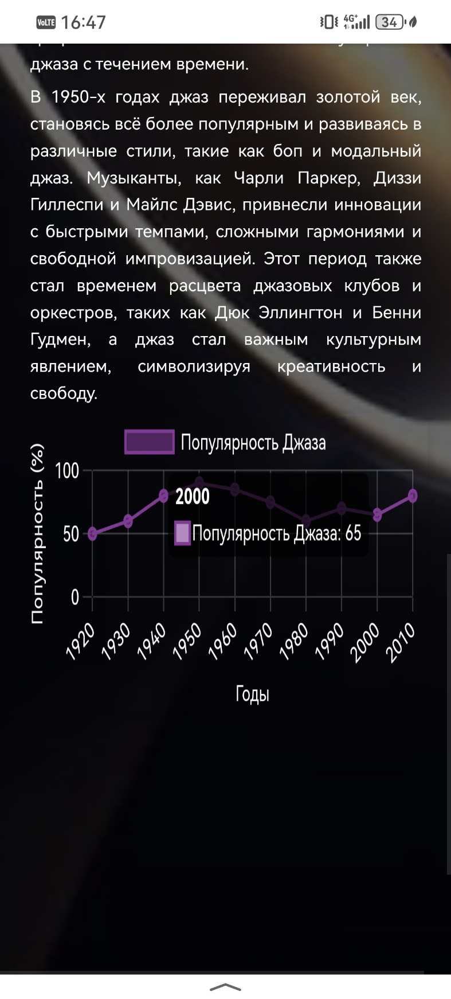 VoLTE 16:47 4G+ 34
джаза с течением времени.
В 1950-х годах джаз переживал золотой век,
становясь всё более популярным и развиваясь в
различные стили, такие как боп и модальный
джаз. Музыканты, как Чарли Паркер, Диззи
Гиллеспи и Майлс Дэвис, привнесли инновации
с быстрыми темпами, сложными гармониями и
свободной импровизацией. Этот период также
стал временем расцвета джазовых клубов и
оркестров, таких как Дюк Эллингтон и Бенни
Гудмен, а джаз стал важным культурным
явлением, символизируя креативность и
свободу.
Популярность Джаза
Популярность (%)
100
2000
50
Популярность Джаза: 65
0
1920 1930 1940 1950 1960 1970 1980 1990 2000 2010
Годы